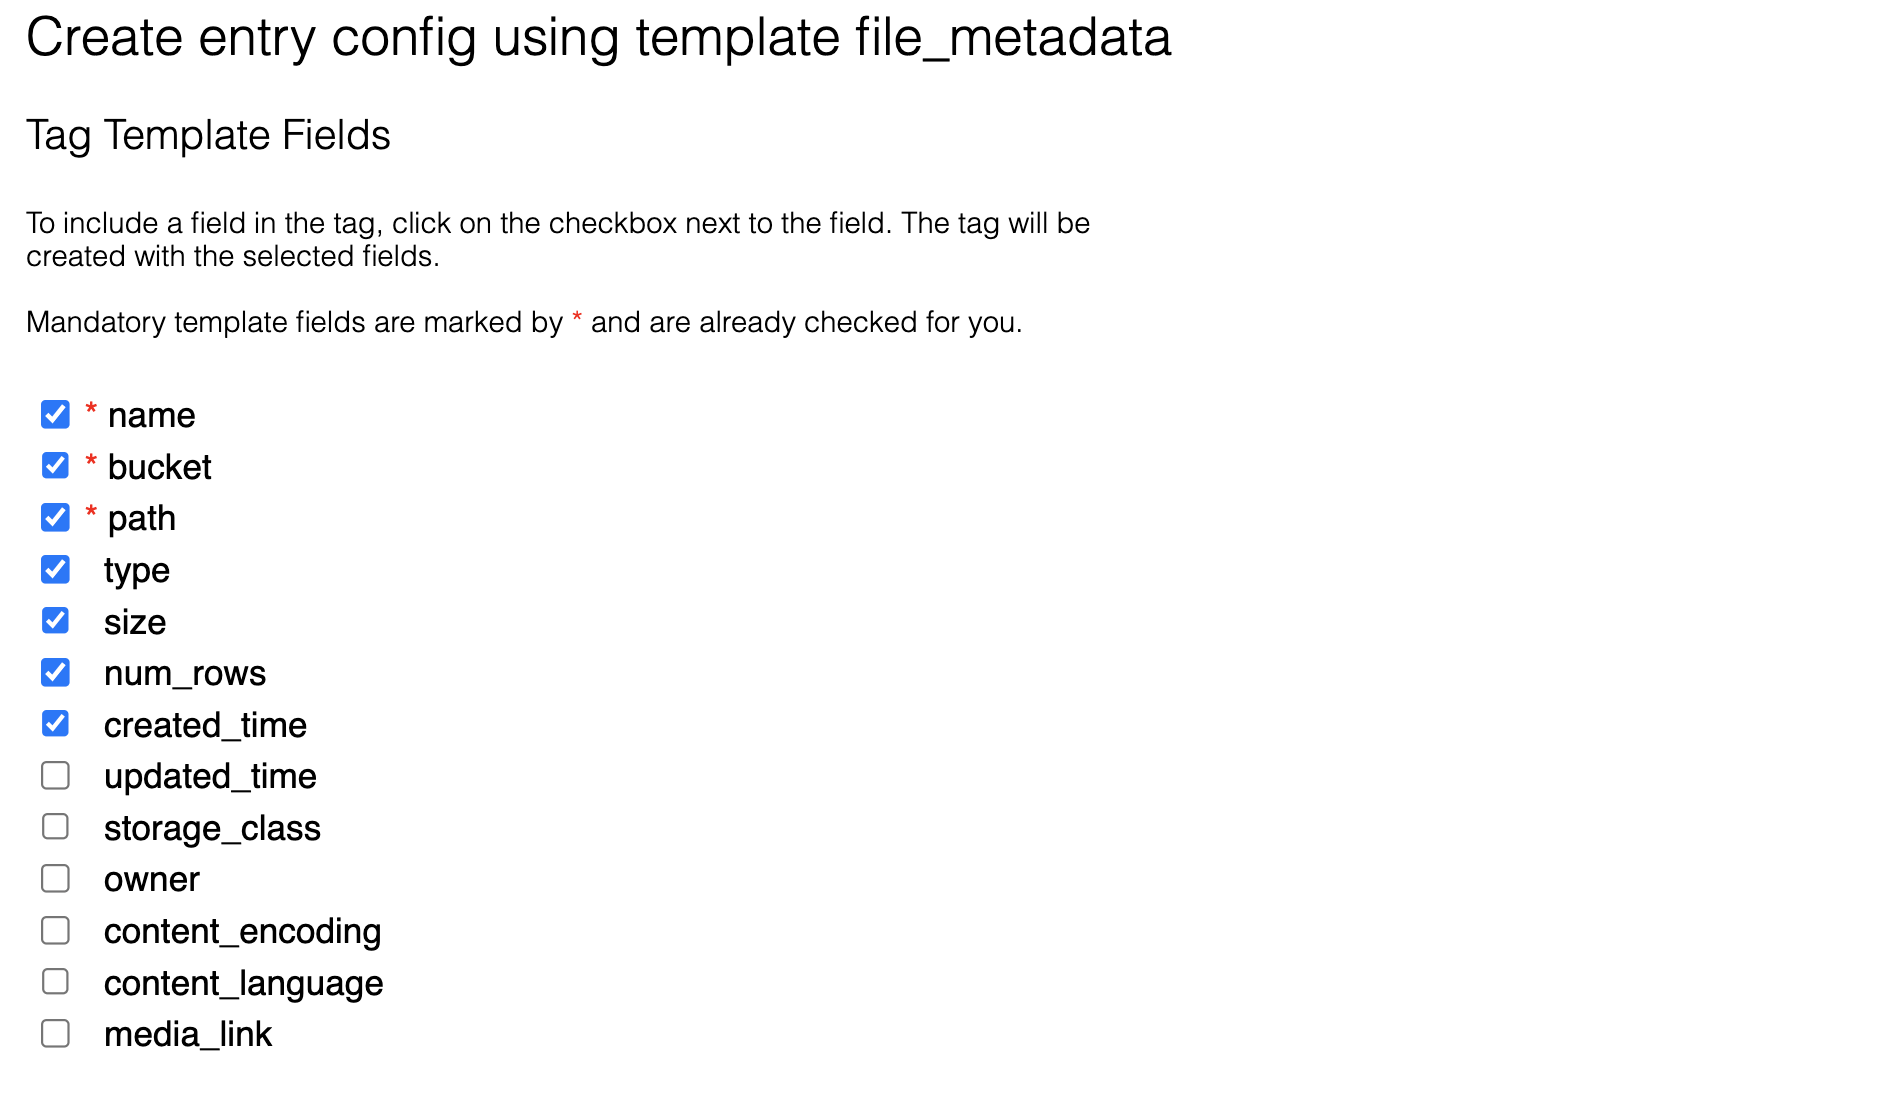 Create entry config using template file_metadata
Tag Template Fields
To include a field in the tag, click on the checkbox next to the field. The tag will be
created with the selected fields.
Mandatory template fields are marked by * and are already checked for you.
* name
* bucket
* path
type
size
num_rows
created_time
updated_time
storage_class
owner
content_encoding
content_language
media_link